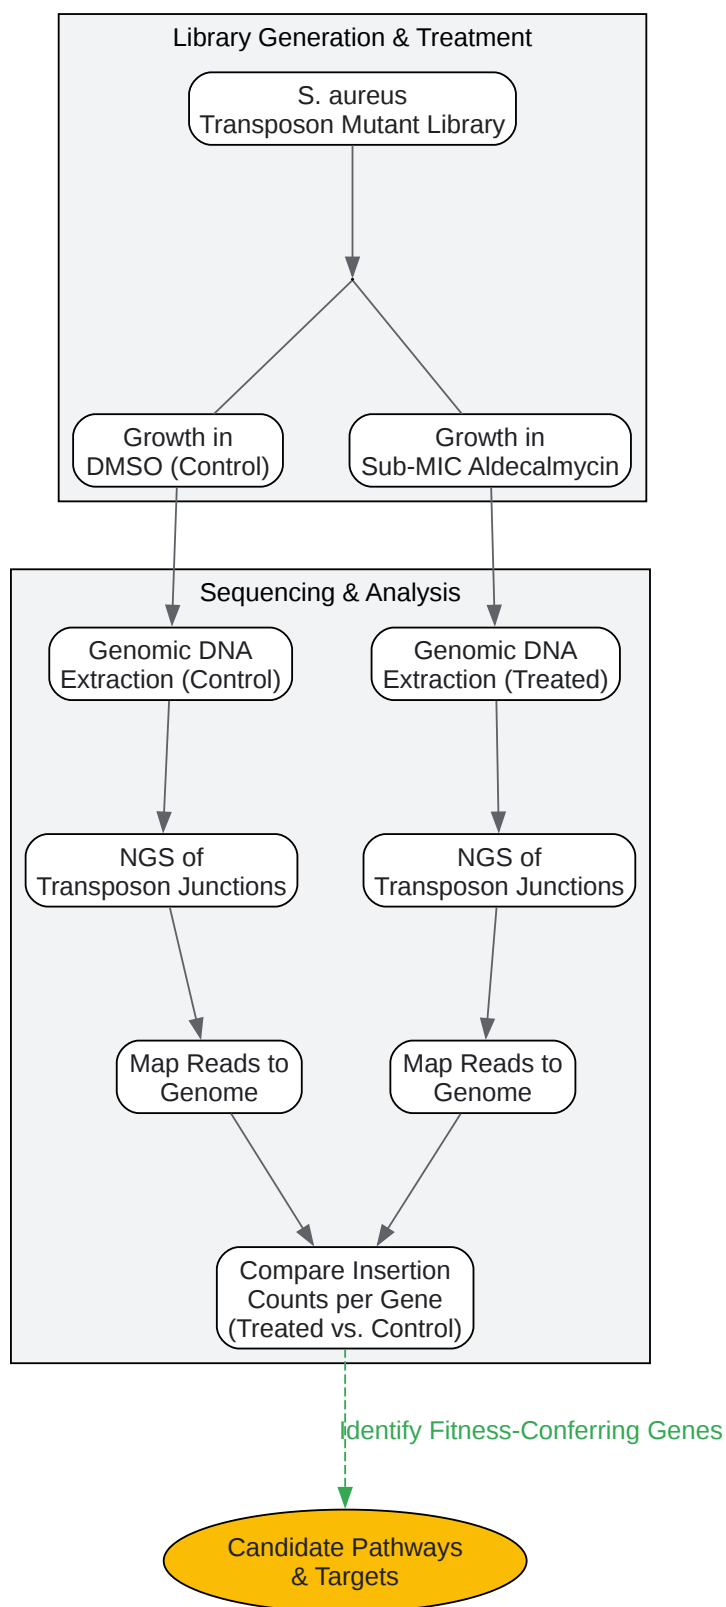 Library Generation & Treatment
S. aureus
Transposon Mutant Library
Growth in
DMSO (Control)
Growth in
Sub-MIC Aldecalmycin
Sequencing & Analysis
Genomic DNA
Extraction (Control)
Genomic DNA
Extraction (Treated)
NGS of
Transposon Junctions
NGS of
Transposon Junctions
Map Reads to
Genome
Map Reads to
Genome
Compare Insertion
Counts per Gene
(Treated vs. Control)
Identify Fitness-Conferring Genes
Candidate Pathways
& Targets